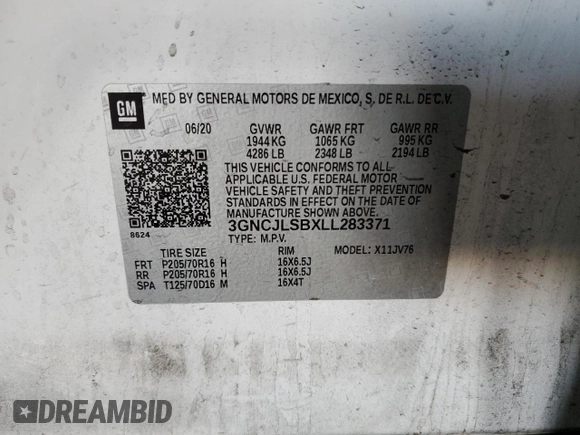 GM
MFD BY GENERAL MOTORS DE MEXICO, S. DE R.L. DE C.V.
06/20 GVWR GAWR FRT GAWR RR
1944 KG 1065 KG 995 KG
4286 LB 2348 LB 2194 LB
THIS VEHICLE CONFORMS TO ALL
APPLICABLE U.S. FEDERAL MOTOR
VEHICLE SAFETY AND THEFT PREVENTION
STANDARDS IN EFFECT ON THE DATE OF
MANUFACTURE SHOWN ABOVE.
8624 3GNCJLSBXLL283371
TYPE: M.P.V. MODEL: X11JV76
TIRE SIZE RIM
FRT P205/70R16 H 16X6.5J
RR P205/70R16 H 16X6.5J
SPA T125/70D16 M 16X4T
DREAMBID